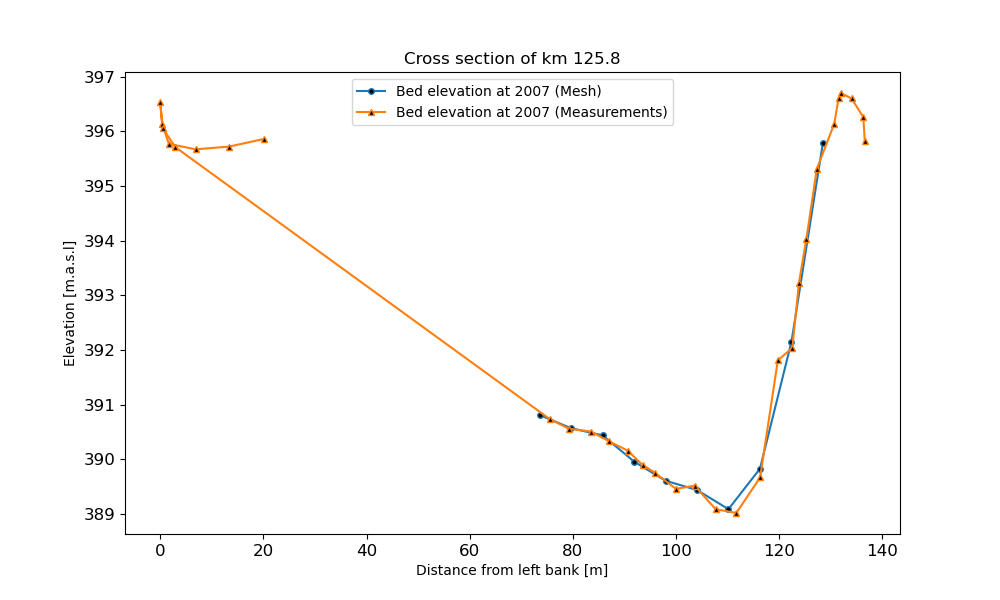 Cross section of km 125.8
Bed elevation at 2007 (Mesh)
Bed elevation at 2007 (Measurements)
397
396
395
394
393
392
391
390
389
Elevation [m.a.s.l]
0 20 40 60 80 100 120 140
Distance from left bank [m]